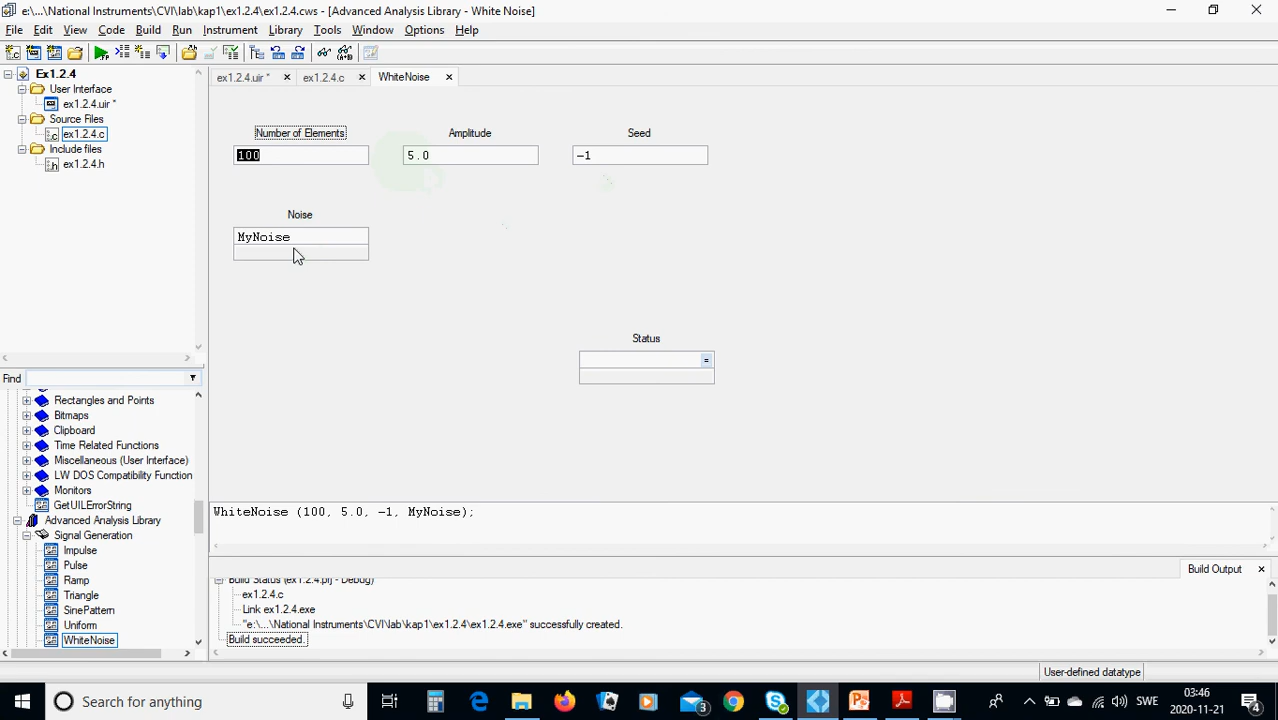 e:\...\National Instruments\CVI\lab\kap1\ex1.2.4\ex1.2.4.cws - [Advanced Analysis Library - White Noise]
File Edit View Code Build Run Instrument Library Tools Window Options Help
Ex1.2.4
User Interface
ex1.2.4.uir *
Source Files
ex1.2.4.c
Include files
ex1.2.4.h
ex1.2.4.uir * ex1.2.4.c WhiteNoise
Number of Elements Amplitude Seed
100 5.0 -1
Noise
MyNoise
Status
=
Find
Rectangles and Points
Bitmaps
Clipboard
Time Related Functions
Miscellaneous (User Interface)
LW DOS Compatibility Function
Monitors
GetUILErrorString
Advanced Analysis Library
Signal Generation
Impulse
Pulse
Ramp
Triangle
SinePattern
Uniform
WhiteNoise
WhiteNoise (100, 5.0, -1, MyNoise);
Build Output
Build Status (ex1.2.4.prj - Debug)
ex1.2.4.c
Link ex1.2.4.exe
"e:\...\National Instruments\CVI\lab\kap1\ex1.2.4\ex1.2.4.exe" successfully created.
Build succeeded.
User-defined datatype
Search for anything
3
SWE
03:46
2020-11-21
4